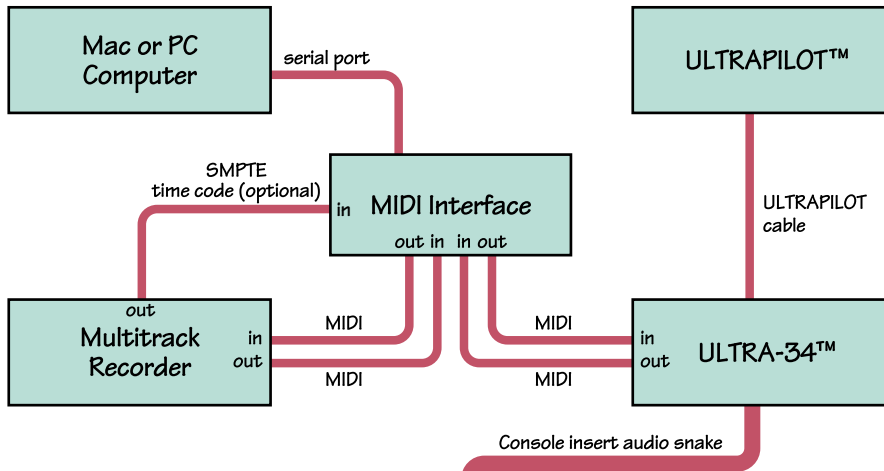 Mac or PC
Computer
serial port
ULTRAPILOT™
SMPTE
time code (optional)
in
MIDI Interface
out in in out
ULTRAPILOT
cable
out
Multitrack
Recorder
in
out
MIDI
MIDI
MIDI
MIDI
in
out
ULTRA-34™
Console insert audio snake